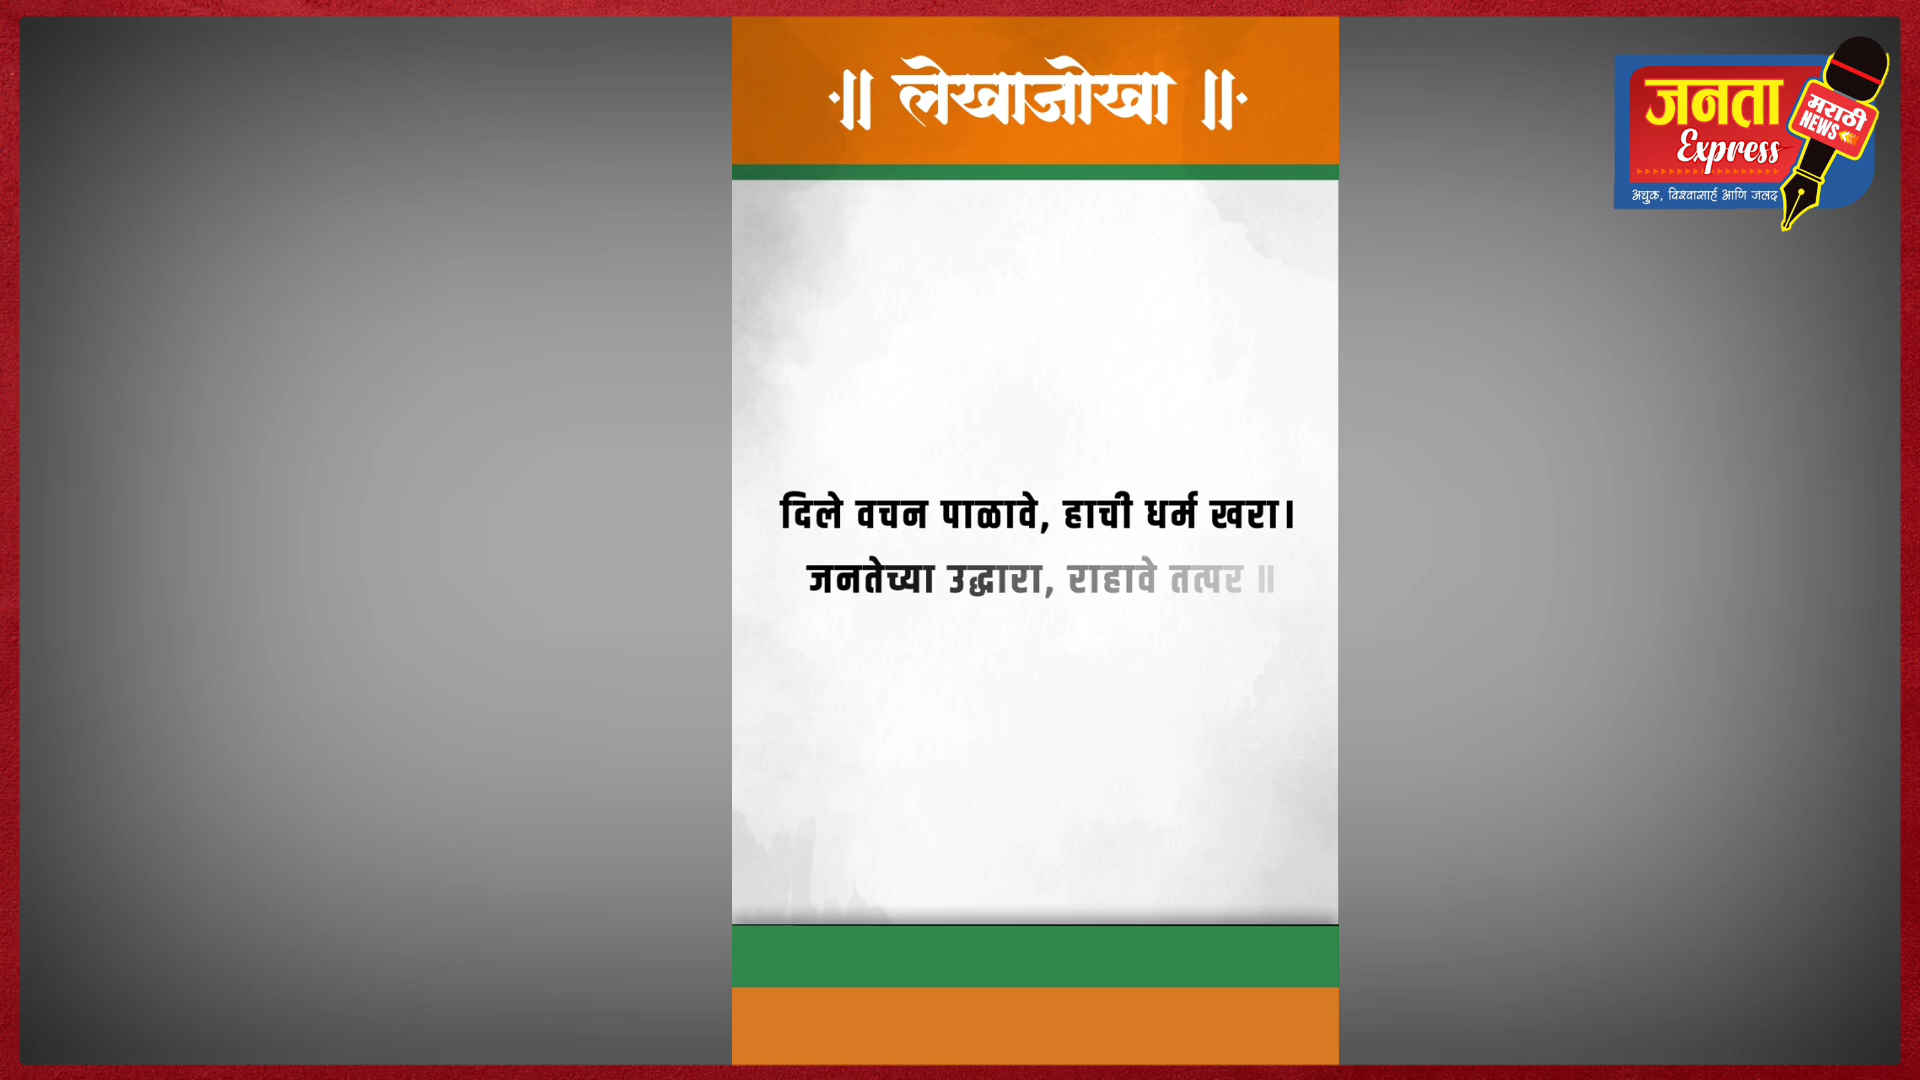 ॥ लेखाजोखा ॥
जनता
Express
मराठी
NEWS
अचुक, विश्वासार्ह आणि जलद
दिले वचन पाळावे, हाची धर्म खरा।
जनतेच्या उद्धारा, राहावे तत्पर ॥